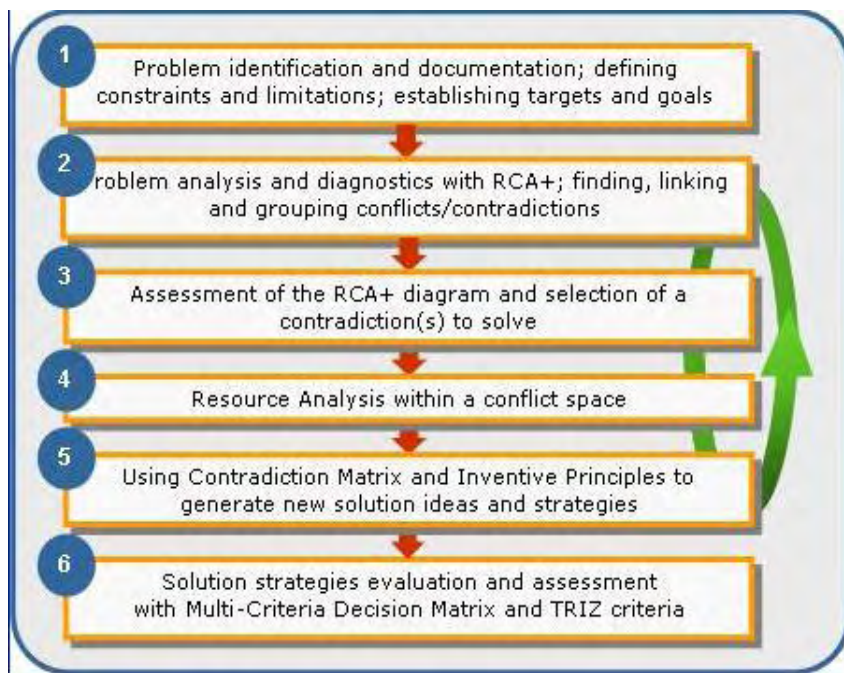 1
Problem identification and documentation; defining
constraints and limitations; establishing targets and goals
2
roblem analysis and diagnostics with RCA+; finding, linking
and grouping conflicts/contradictions
3
Assessment of the RCA+ diagram and selection of a
contradiction(s) to solve
4
Resource Analysis within a conflict space
5
Using Contradiction Matrix and Inventive Principles to
generate new solution ideas and strategies
6
Solution strategies evaluation and assessment
with Multi-Criteria Decision Matrix and TRIZ criteria